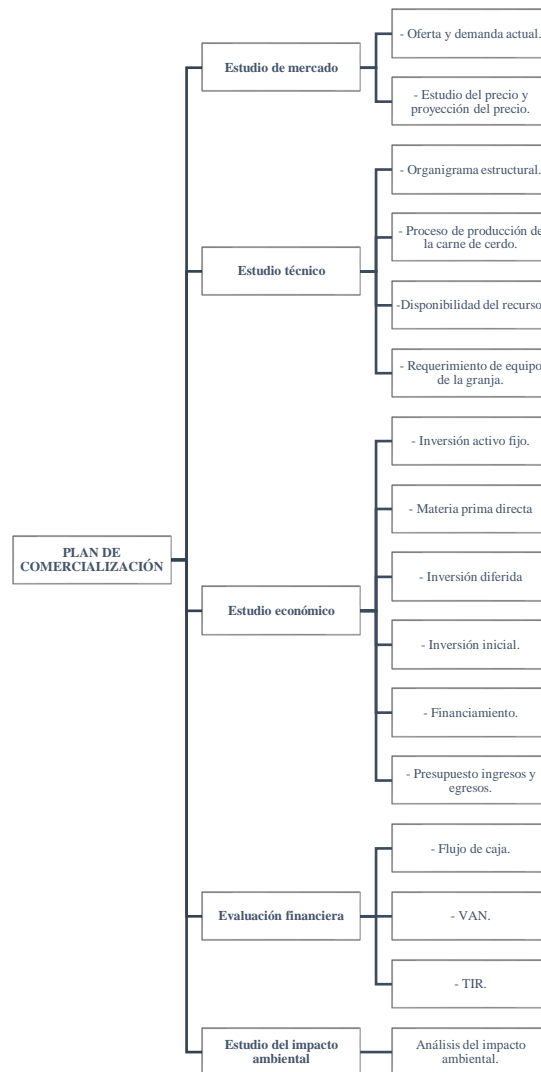 PLAN DE
COMERCIALIZACIÓN
Estudio de mercado
- Oferta y demanda actual.
- Estudio del precio y
proyección del precio.
Estudio técnico
- Organigrama estructural.
- Proceso de producción de
la carne de cerdo.
-Disponibilidad del recurso
- Requerimiento de equipo
de la granja.
Estudio económico
- Inversión activo fijo.
- Materia prima directa
- Inversión diferida
- Inversión inicial.
- Financiamiento.
- Presupuesto ingresos y
egresos.
Evaluación financiera
- Flujo de caja.
- VAN.
- TIR.
Estudio del impacto
ambiental
Análisis del impacto
ambiental.